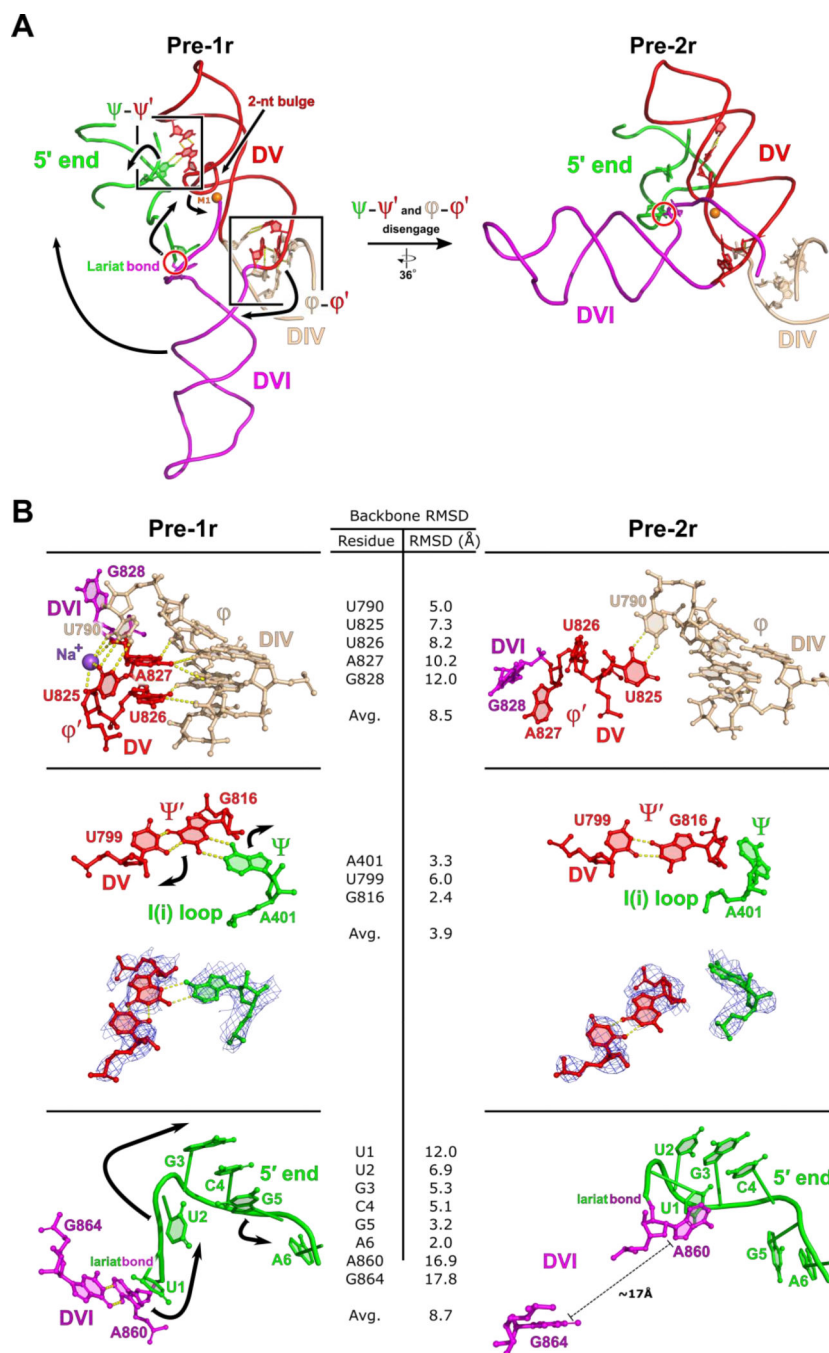 A
Pre-1r
Pre-2r
ψ-ψ'
2-nt bulge
5' end
DV
M1
Lariat bond
φ-φ'
DIV
DVI
ψ-ψ' and φ-φ'
disengage
36°
5' end
DV
DVI
DIV
B
Pre-1r
Backbone RMSD
Residue RMSD (Å)
Pre-2r
G828
DVI
U790
Na+
A827
U825
U826
φ'
DV
φ
DIV
U790 5.0
U825 7.3
U826 8.2
A827 10.2
G828 12.0
Avg. 8.5
U790
φ
DIV
DVI
U826
U825
G828
φ'
A827
DV
Ψ'
G816
U799
Ψ
DV
I(i) loop
A401
A401 3.3
U799 6.0
G816 2.4
Avg. 3.9
Ψ'
U799
G816
Ψ
DV
I(i) loop
A401
G3
5' end
C4
G5
G864
U2
lariat bond
U1
A6
DVI
A860
U1 12.0
U2 6.9
G3 5.3
C4 5.1
G5 3.2
A6 2.0
A860 16.9
G864 17.8
Avg. 8.7
U2
5' end
G3
C4
lariat bond
U1
DVI
A860
G5
A6
~17Å
G864